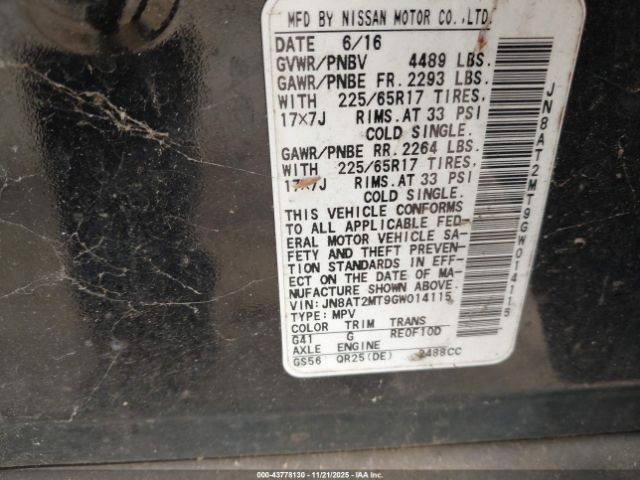 MFD BY NISSAN MOTOR CO.,LTD.
DATE 6/16
GVWR/PNBV 4489 LBS.
GAWR/PNBE FR. 2293 LBS.
WITH 225/65R17 TIRES,
17x7J RIMS.AT 33 PSI
COLD SINGLE.
GAWR/PNBE RR. 2264 LBS.
WITH 225/65R17 TIRES,
17x7J RIMS.AT 33 PSI
COLD SINGLE.
THIS VEHICLE CONFORMS
TO ALL APPLICABLE FED-
ERAL MOTOR VEHICLE SA-
FETY AND THEFT PREVEN-
TION STANDARDS IN EFF-
ECT ON THE DATE OF MA-
NUFACTURE SHOWN ABOVE.
VIN: JN8AT2MT9GW014115
TYPE: MPV
COLOR TRIM TRANS
G41 G RE0F10D
AXLE ENGINE
GS56 QR25(DE) 2488CC
JN8AT2MT9GW014115
000-43778130 - 11/21/2025 - IAAI.COM